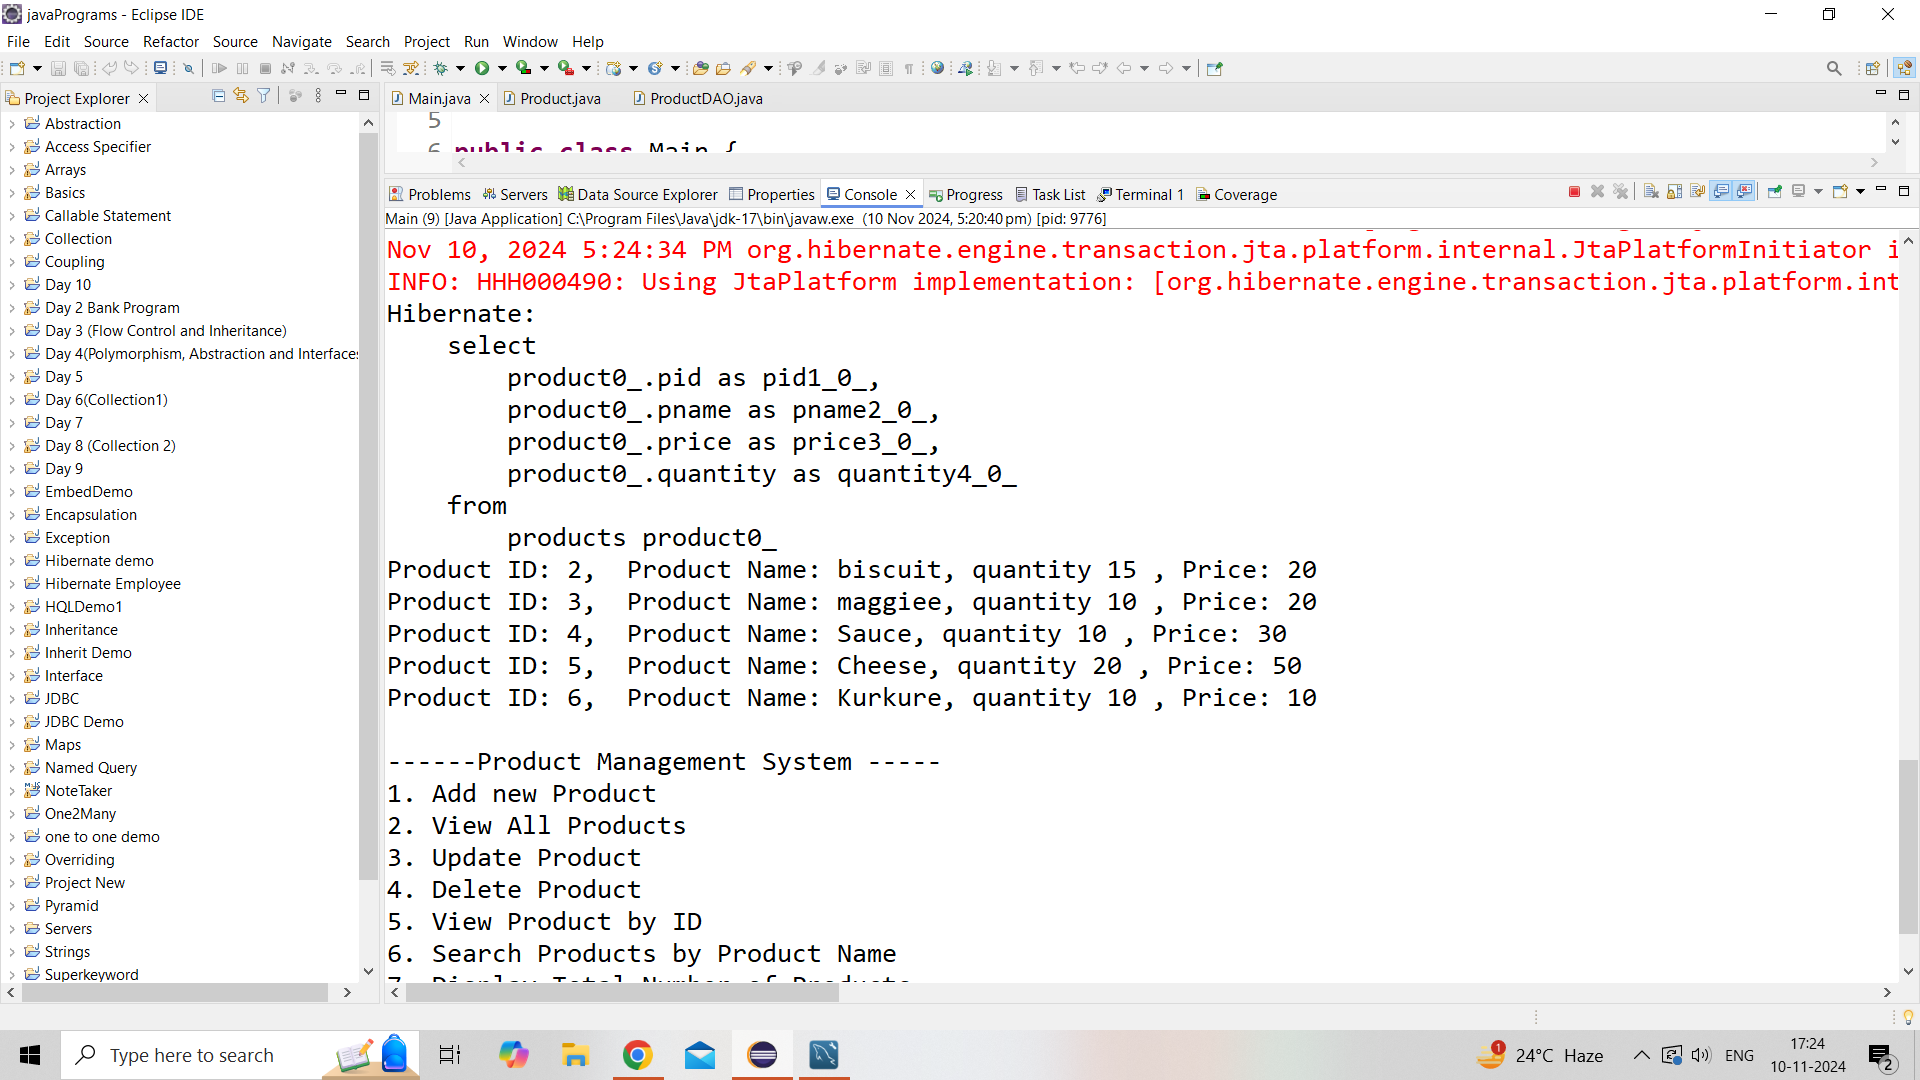 javaPrograms - Eclipse IDE
File Edit Source Refactor Source Navigate Search Project Run Window Help
Project Explorer
Abstraction
Access Specifier
Arrays
Basics
Callable Statement
Collection
Coupling
Day 10
Day 2 Bank Program
Day 3 (Flow Control and Inheritance)
Day 4(Polymorphism, Abstraction and Interfaces
Day 5
Day 6(Collection1)
Day 7
Day 8 (Collection 2)
Day 9
EmbedDemo
Encapsulation
Exception
Hibernate demo
Hibernate Employee
HQLDemo1
Inheritance
Inherit Demo
Interface
JDBC
JDBC Demo
Maps
Named Query
NoteTaker
One2Many
one to one demo
Overriding
Project New
Pyramid
Servers
Strings
Superkeyword
Main.java Product.java ProductDAO.java
5
6 public class Main {
Problems Servers Data Source Explorer Properties Console Progress Task List Terminal 1 Coverage
Main (9) [Java Application] C:\Program Files\Java\jdk-17\bin\javaw.exe (10 Nov 2024, 5:20:40 pm) [pid: 9776]
Nov 10, 2024 5:24:34 PM org.hibernate.engine.transaction.jta.platform.internal.JtaPlatformInitiator i
INFO: HHH000490: Using JtaPlatform implementation: [org.hibernate.engine.transaction.jta.platform.int
Hibernate:
select
product0_.pid as pid1_0_,
product0_.pname as pname2_0_,
product0_.price as price3_0_,
product0_.quantity as quantity4_0_
from
products product0_
Product ID: 2,  Product Name: biscuit, quantity 15 , Price: 20
Product ID: 3,  Product Name: maggiee, quantity 10 , Price: 20
Product ID: 4,  Product Name: Sauce, quantity 10 , Price: 30
Product ID: 5,  Product Name: Cheese, quantity 20 , Price: 50
Product ID: 6,  Product Name: Kurkure, quantity 10 , Price: 10
------Product Management System -----
1. Add new Product
2. View All Products
3. Update Product
4. Delete Product
5. View Product by ID
6. Search Products by Product Name
7. Display Total Number of Products
Type here to search
1
24°C Haze
ENG
17:24
10-11-2024
2